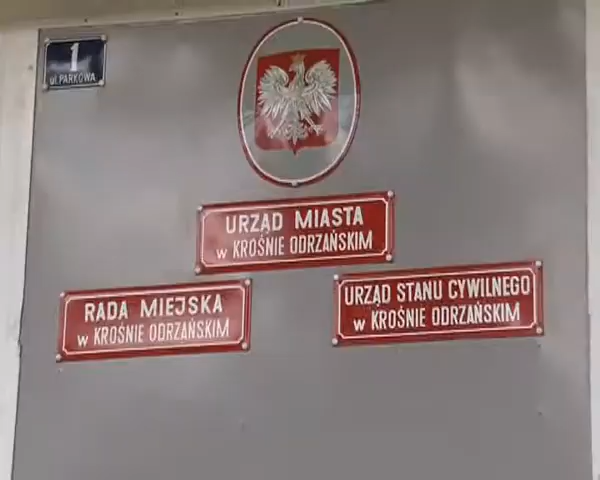 1
ul. PARKOWA
URZĄD MIASTA
w KROŚNIE ODRZAŃSKIM
RADA MIEJSKA
w KROŚNIE ODRZAŃSKIM
URZĄD STANU CYWILNEGO
w KROŚNIE ODRZAŃSKIM